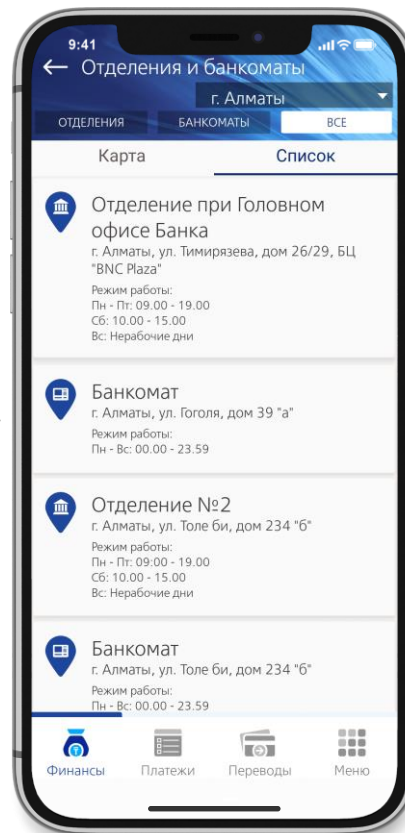 9:41
Отделения и банкоматы
г. Алматы
ОТДЕЛЕНИЯ
БАНКОМАТЫ
ВСЕ
Карта
Список
Отделение при Головном
офисе Банка
г. Алматы, ул. Тимирязева, дом 26/29, БЦ
"BNC Plaza"
Режим работы:
Пн - Пт: 09.00 - 19.00
Сб: 10.00 - 15.00
Вс: Нерабочие дни
Банкомат
г. Алматы, ул. Гоголя, дом 39 "а"
Режим работы:
Пн - Вс: 00.00 - 23.59
Отделение №2
г. Алматы, ул. Толе би, дом 234 "б"
Режим работы:
Пн - Пт: 09:00 - 19.00
Сб: 10.00 - 15.00
Вс: Нерабочие дни
Банкомат
г. Алматы, ул. Толе би, дом 234 "б"
Режим работы:
Пн - Вс: 00.00 - 23.59
Финансы
Платежи
Переводы
Меню